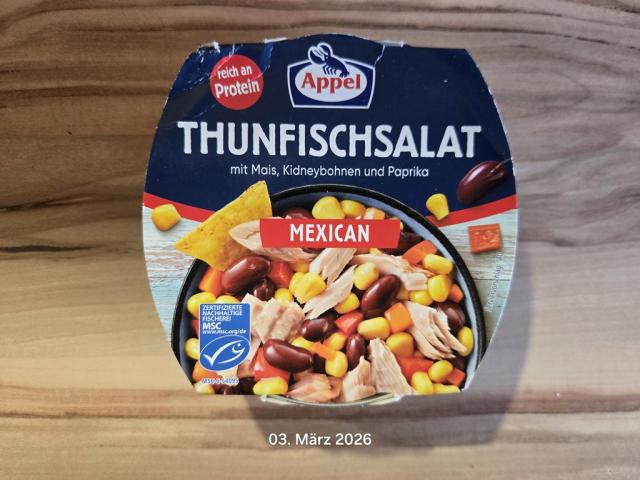 reich an
Protein
Appel
THUNFISCHSALAT
mit Mais, Kidneybohnen und Paprika
MEXICAN
ZERTIFIZIERTE
NACHHALTIGE
FISCHEREI
MSC
www.msc.org/de
03. März 2026